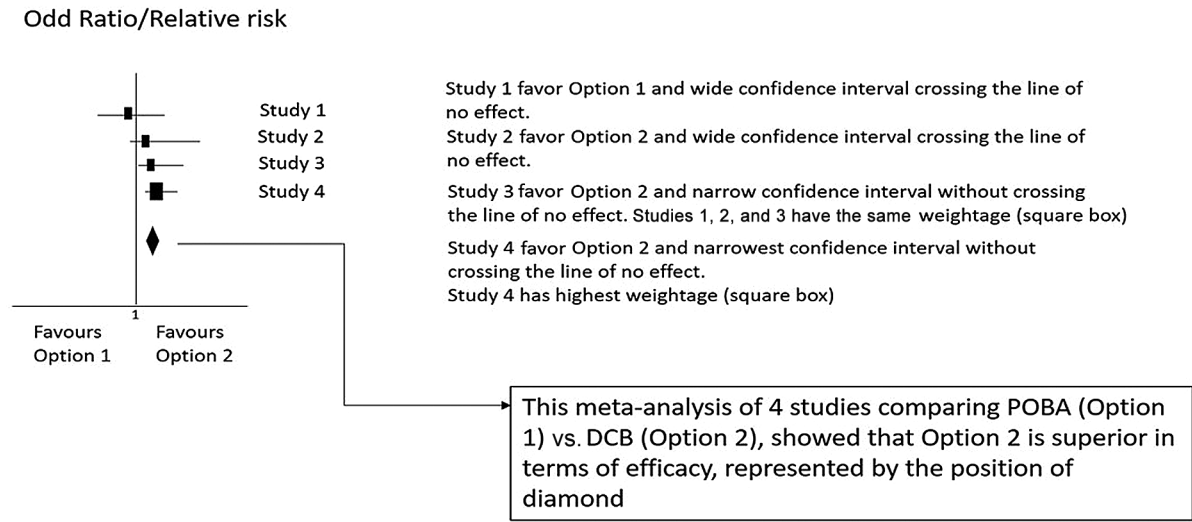 Odd Ratio/Relative risk
Study 1
Study 2
Study 3
Study 4
1
Favours
Option 1
Favours
Option 2
Study 1 favor Option 1 and wide confidence interval crossing the line of
no effect.
Study 2 favor Option 2 and wide confidence interval crossing the line of
no effect.
Study 3 favor Option 2 and narrow confidence interval without crossing
the line of no effect. Studies 1, 2, and 3 have the same weightage (square box)
Study 4 favor Option 2 and narrowest confidence interval without
crossing the line of no effect.
Study 4 has highest weightage (square box)
This meta-analysis of 4 studies comparing POBA (Option
1) vs. DCB (Option 2), showed that Option 2 is superior in
terms of efficacy, represented by the position of
diamond